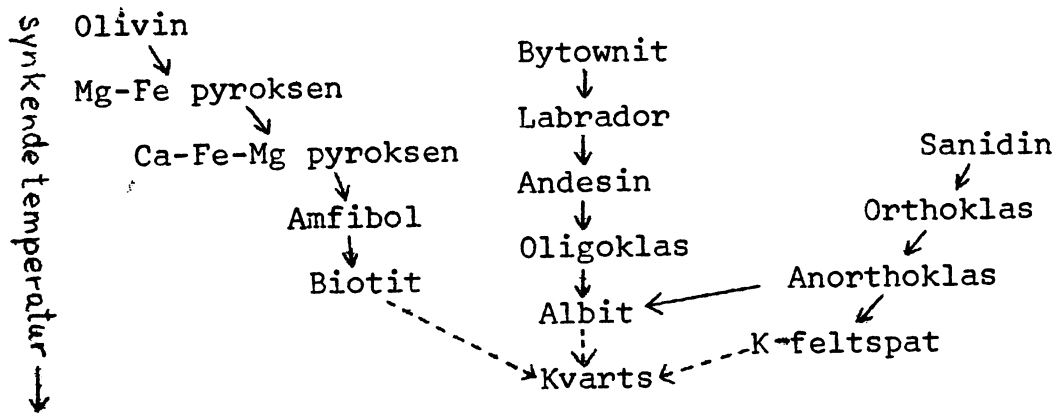 synkende temperatur
Olivin
Mg-Fe pyroksen
Ca-Fe-Mg pyroksen
Amfibol
Biotit
Bytownit
Labrador
Andesin
Oligoklas
Albit
Kvarts
Sanidin
Orthoklas
Anorthoklas
K-feltspat